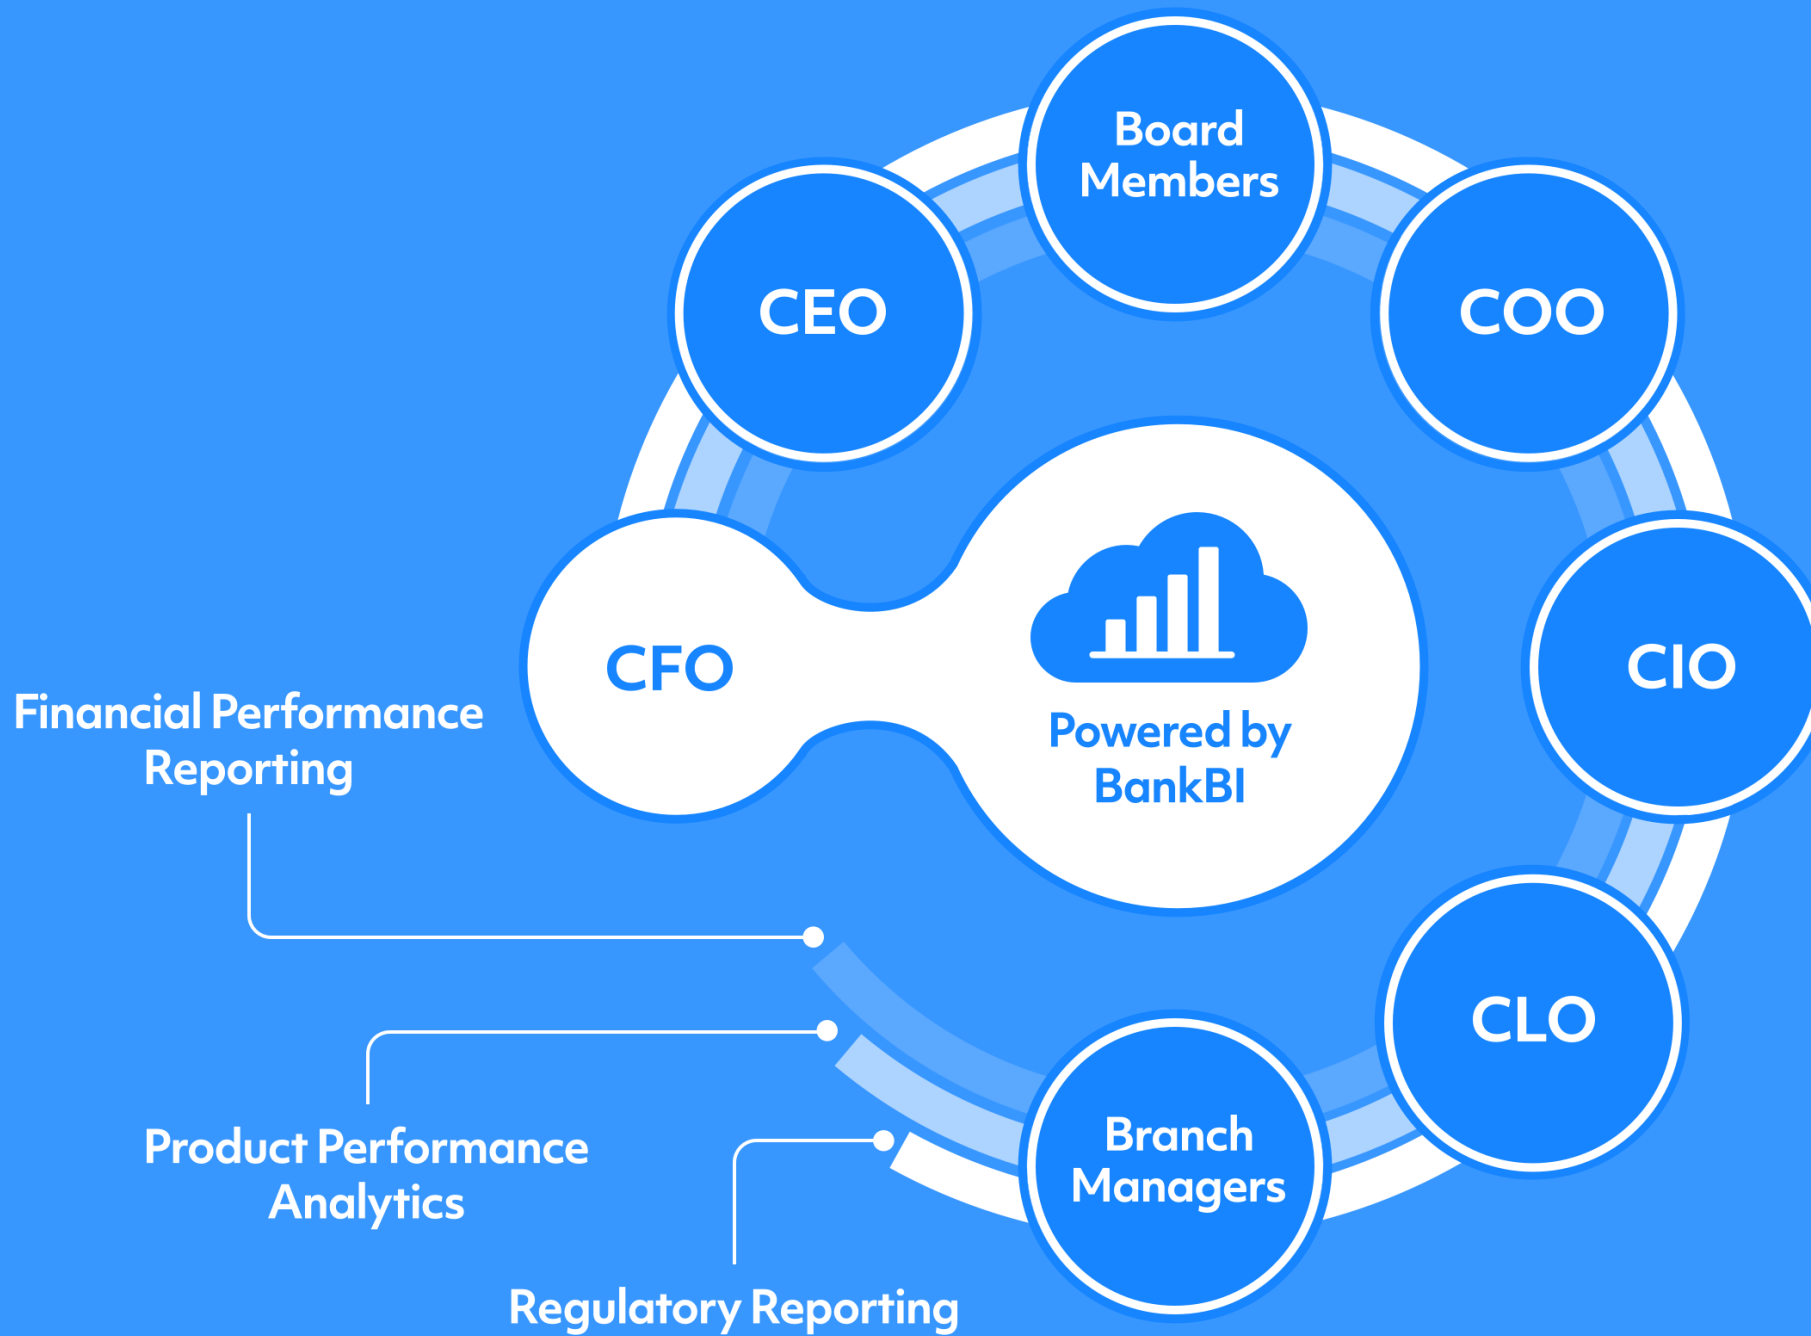 Board
Members
CEO
COO
CFO
Powered by
BankBI
CIO
Financial Performance
Reporting
CLO
Product Performance
Analytics
Branch
Managers
Regulatory Reporting